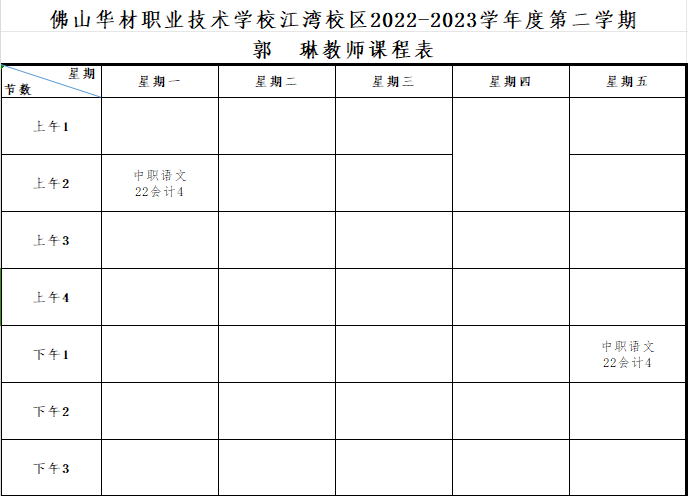 佛山华材职业技术学校江湾校区2022-2023学年度第二学期
郭 琳教师课程表
星期
节数
星期一 星期二 星期三 星期四 星期五
上午1
上午2
中职语文
22会计4
上午3
上午4
下午1
中职语文
22会计4
下午2
下午3